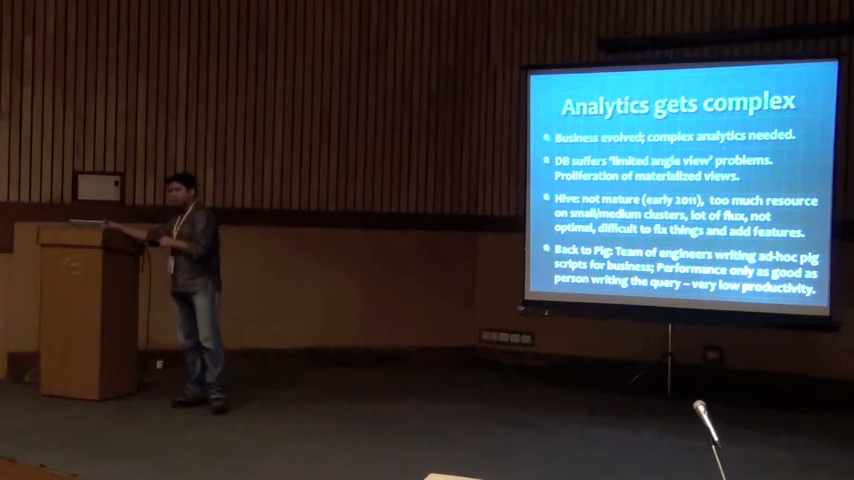 Analytics gets complex
Business evolved; complex analytics needed.
DB suffers 'limited angle view' problems.
Proliferation of materialized views.
Hive: not mature (early 2011), too much resource
on small/medium clusters, lot of flux, not
optimal, difficult to fix things and add features.
Back to Pig: Team of engineers writing ad-hoc pig
scripts for business; Performance only as good as
person writing the query – very low productivity.